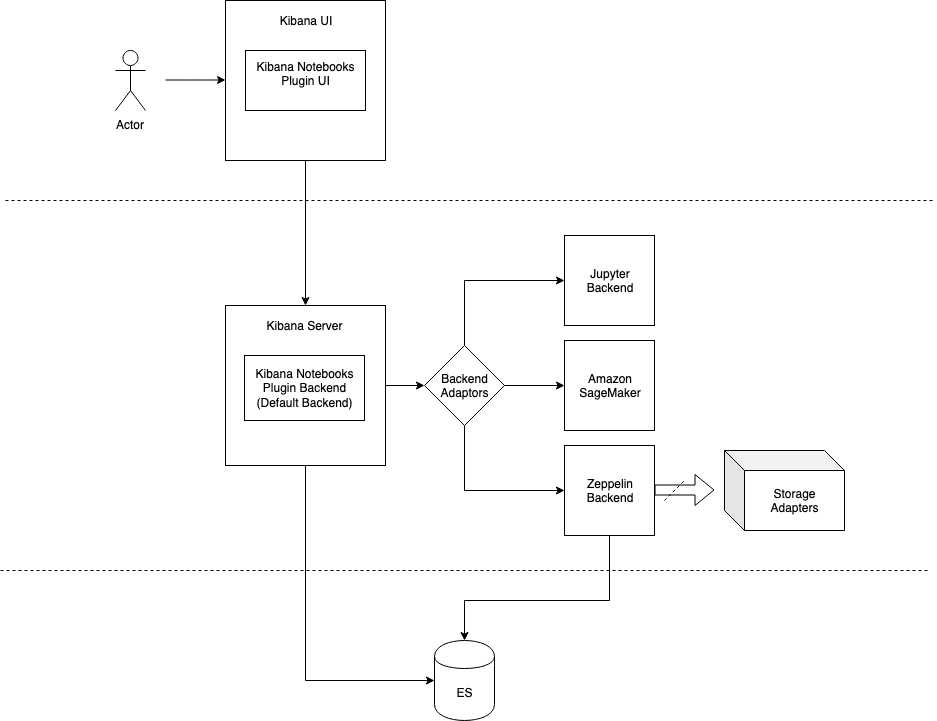 Kibana UI
Kibana Notebooks
Plugin UI
Actor
Jupyter
Backend
Kibana Server
Kibana Notebooks
Plugin Backend
(Default Backend)
Backend
Adaptors
Amazon
SageMaker
Zeppelin
Backend
Storage
Adapters
ES